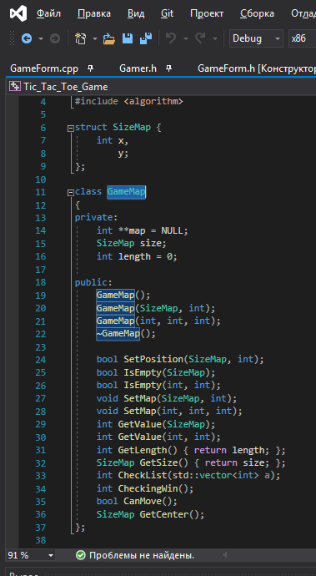 Файл Правка Вид Git Проект Сборка
Debug x86
GameForm.cpp Gamer.h GameForm.h [Конструктор
Tic_Tac_Toe_Game
4 #include <algorithm>
5
6 struct SizeMap {
7 int x,
8 y;
9 };
10
11 class GameMap
12 {
13 private:
14 int **map = NULL;
15 SizeMap size;
16 int length = 0;
17
18 public:
19 GameMap();
20 GameMap(SizeMap, int);
21 GameMap(int, int, int);
22 ~GameMap();
23
24 bool SetPosition(SizeMap, int);
25 bool IsEmpty(SizeMap);
26 bool IsEmpty(int, int);
27 void SetMap(SizeMap, int);
28 void SetMap(int, int, int);
29 int GetValue(SizeMap);
30 int GetValue(int, int);
31 int GetLength() { return length; };
32 SizeMap GetSize() { return size; };
33 int CheckList(std::vector<int> a);
34 int CheckingWin();
35 bool CanMove();
36 SizeMap GetCenter();
37 };
38
91 % Проблемы не найдены.